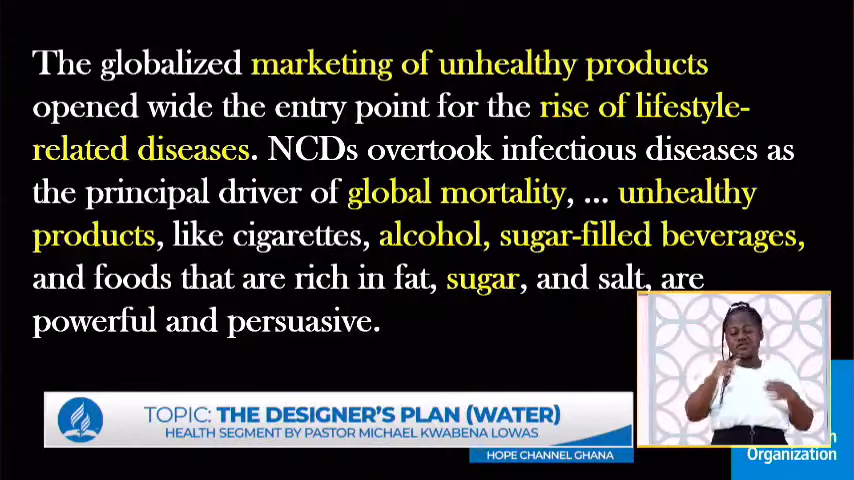 The globalized marketing of unhealthy products
opened wide the entry point for the rise of lifestyle-
related diseases. NCDs overtook infectious diseases as
the principal driver of global mortality, ... unhealthy
products, like cigarettes, alcohol, sugar-filled beverages,
and foods that are rich in fat, sugar, and salt, are
powerful and persuasive.
TOPIC: THE DESIGNER'S PLAN (WATER)
HEALTH SEGMENT BY PASTOR MICHAEL KWABENA LOWAS
HOPE CHANNEL GHANA
Organization